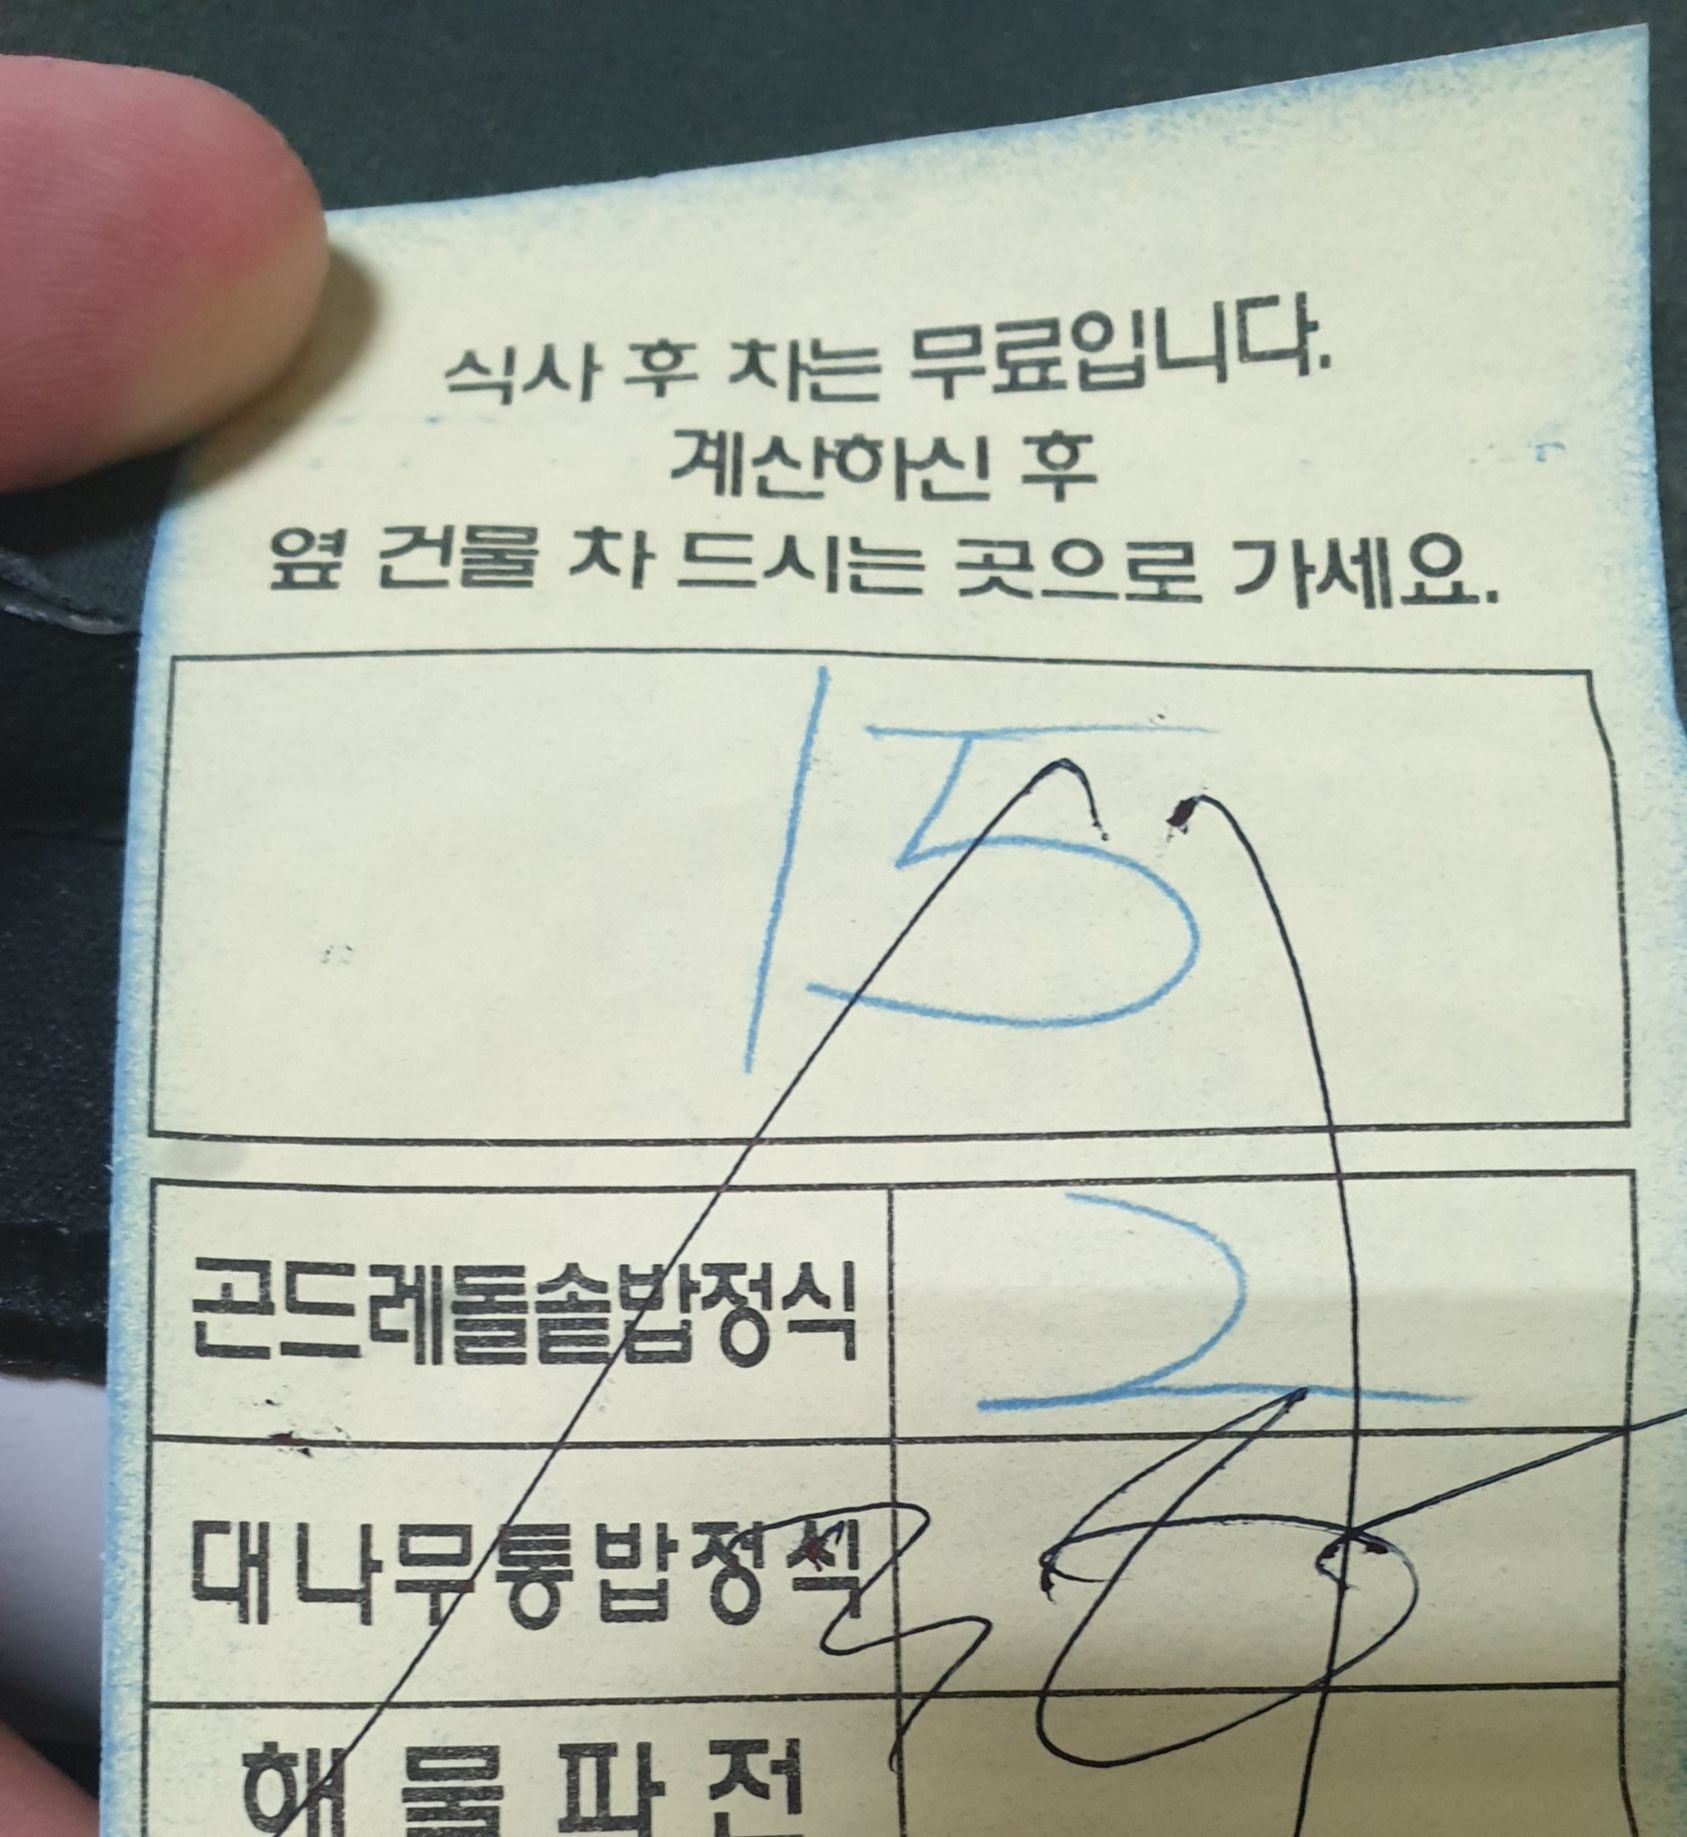 식사 후 차는 무료입니다.
계산하신 후
옆 건물 차 드시는 곳으로 가세요.
15
곤드레돌솥밥정식 2
대나무통밥정식
해물파전